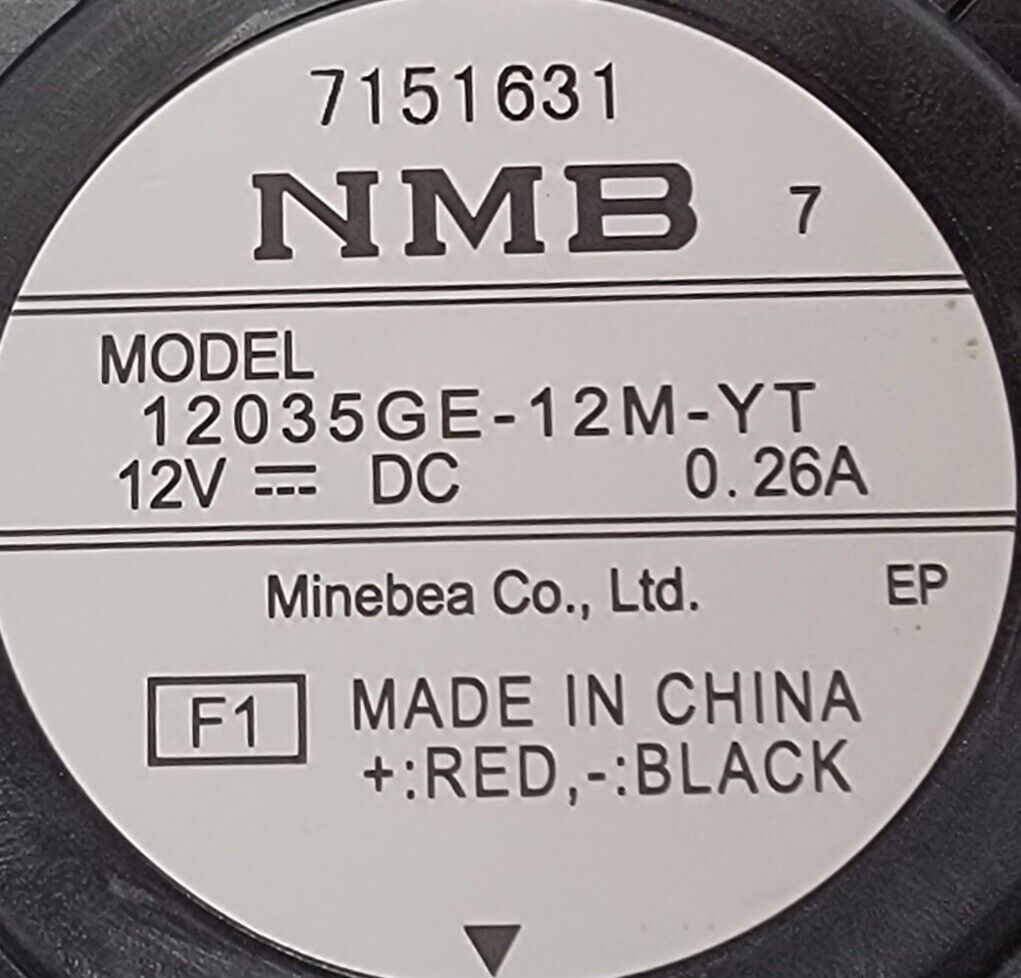 7151631
NMB 7
MODEL
12035GE-12M-YT
12V ⎓ DC 0.26A
Minebea Co., Ltd. EP
F1 MADE IN CHINA
+:RED,-:BLACK